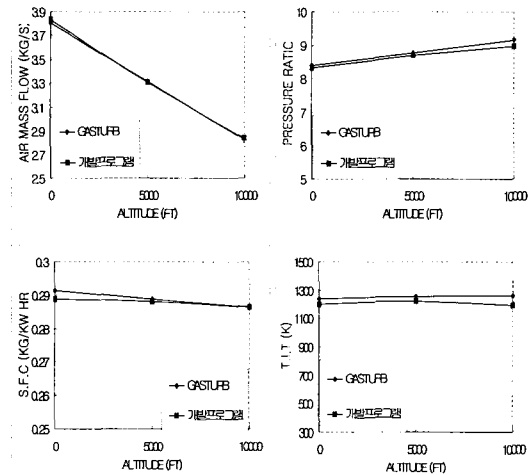 AIR MASS FLOW (KG/S)
3.9
3.7
3.5
3.3
3.1
2.9
2.7
2.5
GASTURB
개발프로그램
0 5000 10000
ALTITUDE (FT)
PRESSURE RATIO
10
9
8
7
6
5
GASTURB
개발프로그램
0 5000 10000
ALTITUDE (FT)
S.F.C (KG/KW HR)
0.3
0.29
0.28
0.27
0.26
0.25
GASTURB
개발프로그램
0 5000 10000
ALTITUDE (FT)
T.I.T (K)
1500
1300
1100
900
700
500
300
GASTURB
개발프로그램
0 5000 10000
ALTITUDE (FT)